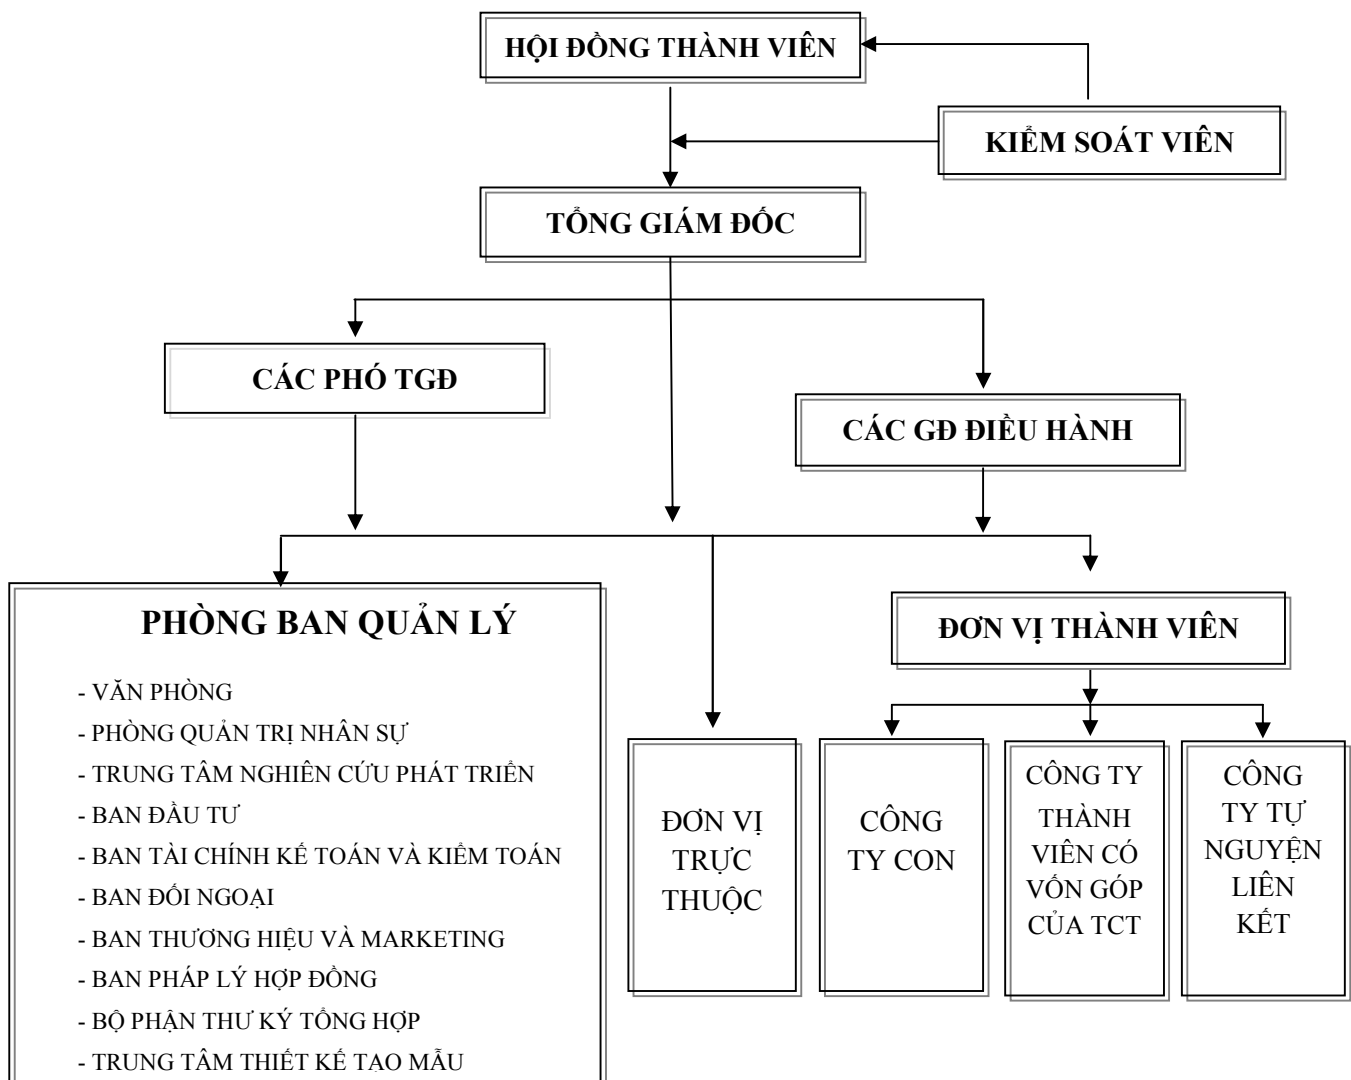 HỘI ĐỒNG THÀNH VIÊN
KIỂM SOÁT VIÊN
TỔNG GIÁM ĐỐC
CÁC PHÓ TGĐ
CÁC GĐ ĐIỀU HÀNH
PHÒNG BAN QUẢN LÝ
- VĂN PHÒNG
- PHÒNG QUẢN TRỊ NHÂN SỰ
- TRUNG TÂM NGHIÊN CỨU PHÁT TRIỂN
- BAN ĐẦU TƯ
- BAN TÀI CHÍNH KẾ TOÁN VÀ KIỂM TOÁN
- BAN ĐỐI NGOẠI
- BAN THƯƠNG HIỆU VÀ MARKETING
- BAN PHÁP LÝ HỢP ĐỒNG
- BỘ PHẬN THƯ KÝ TỔNG HỢP
- TRUNG TÂM THIẾT KẾ TẠO MẪU
ĐƠN VỊ THÀNH VIÊN
ĐƠN VỊ
TRỰC
THUỘC
CÔNG
TY CON
CÔNG TY
THÀNH
VIÊN CÓ
VỐN GÓP
CỦA TCT
CÔNG
TY TỰ
NGUYỆN
LIÊN
KẾT